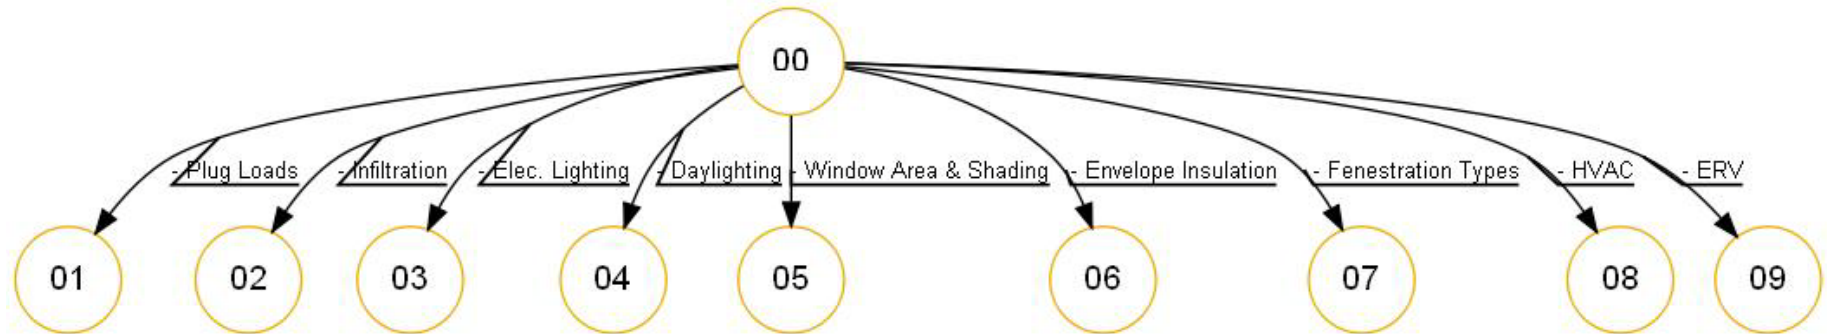 00
- Plug Loads
- Infiltration
- Elec. Lighting
- Daylighting
- Window Area & Shading
- Envelope Insulation
- Fenestration Types
- HVAC
- ERV
01
02
03
04
05
06
07
08
09